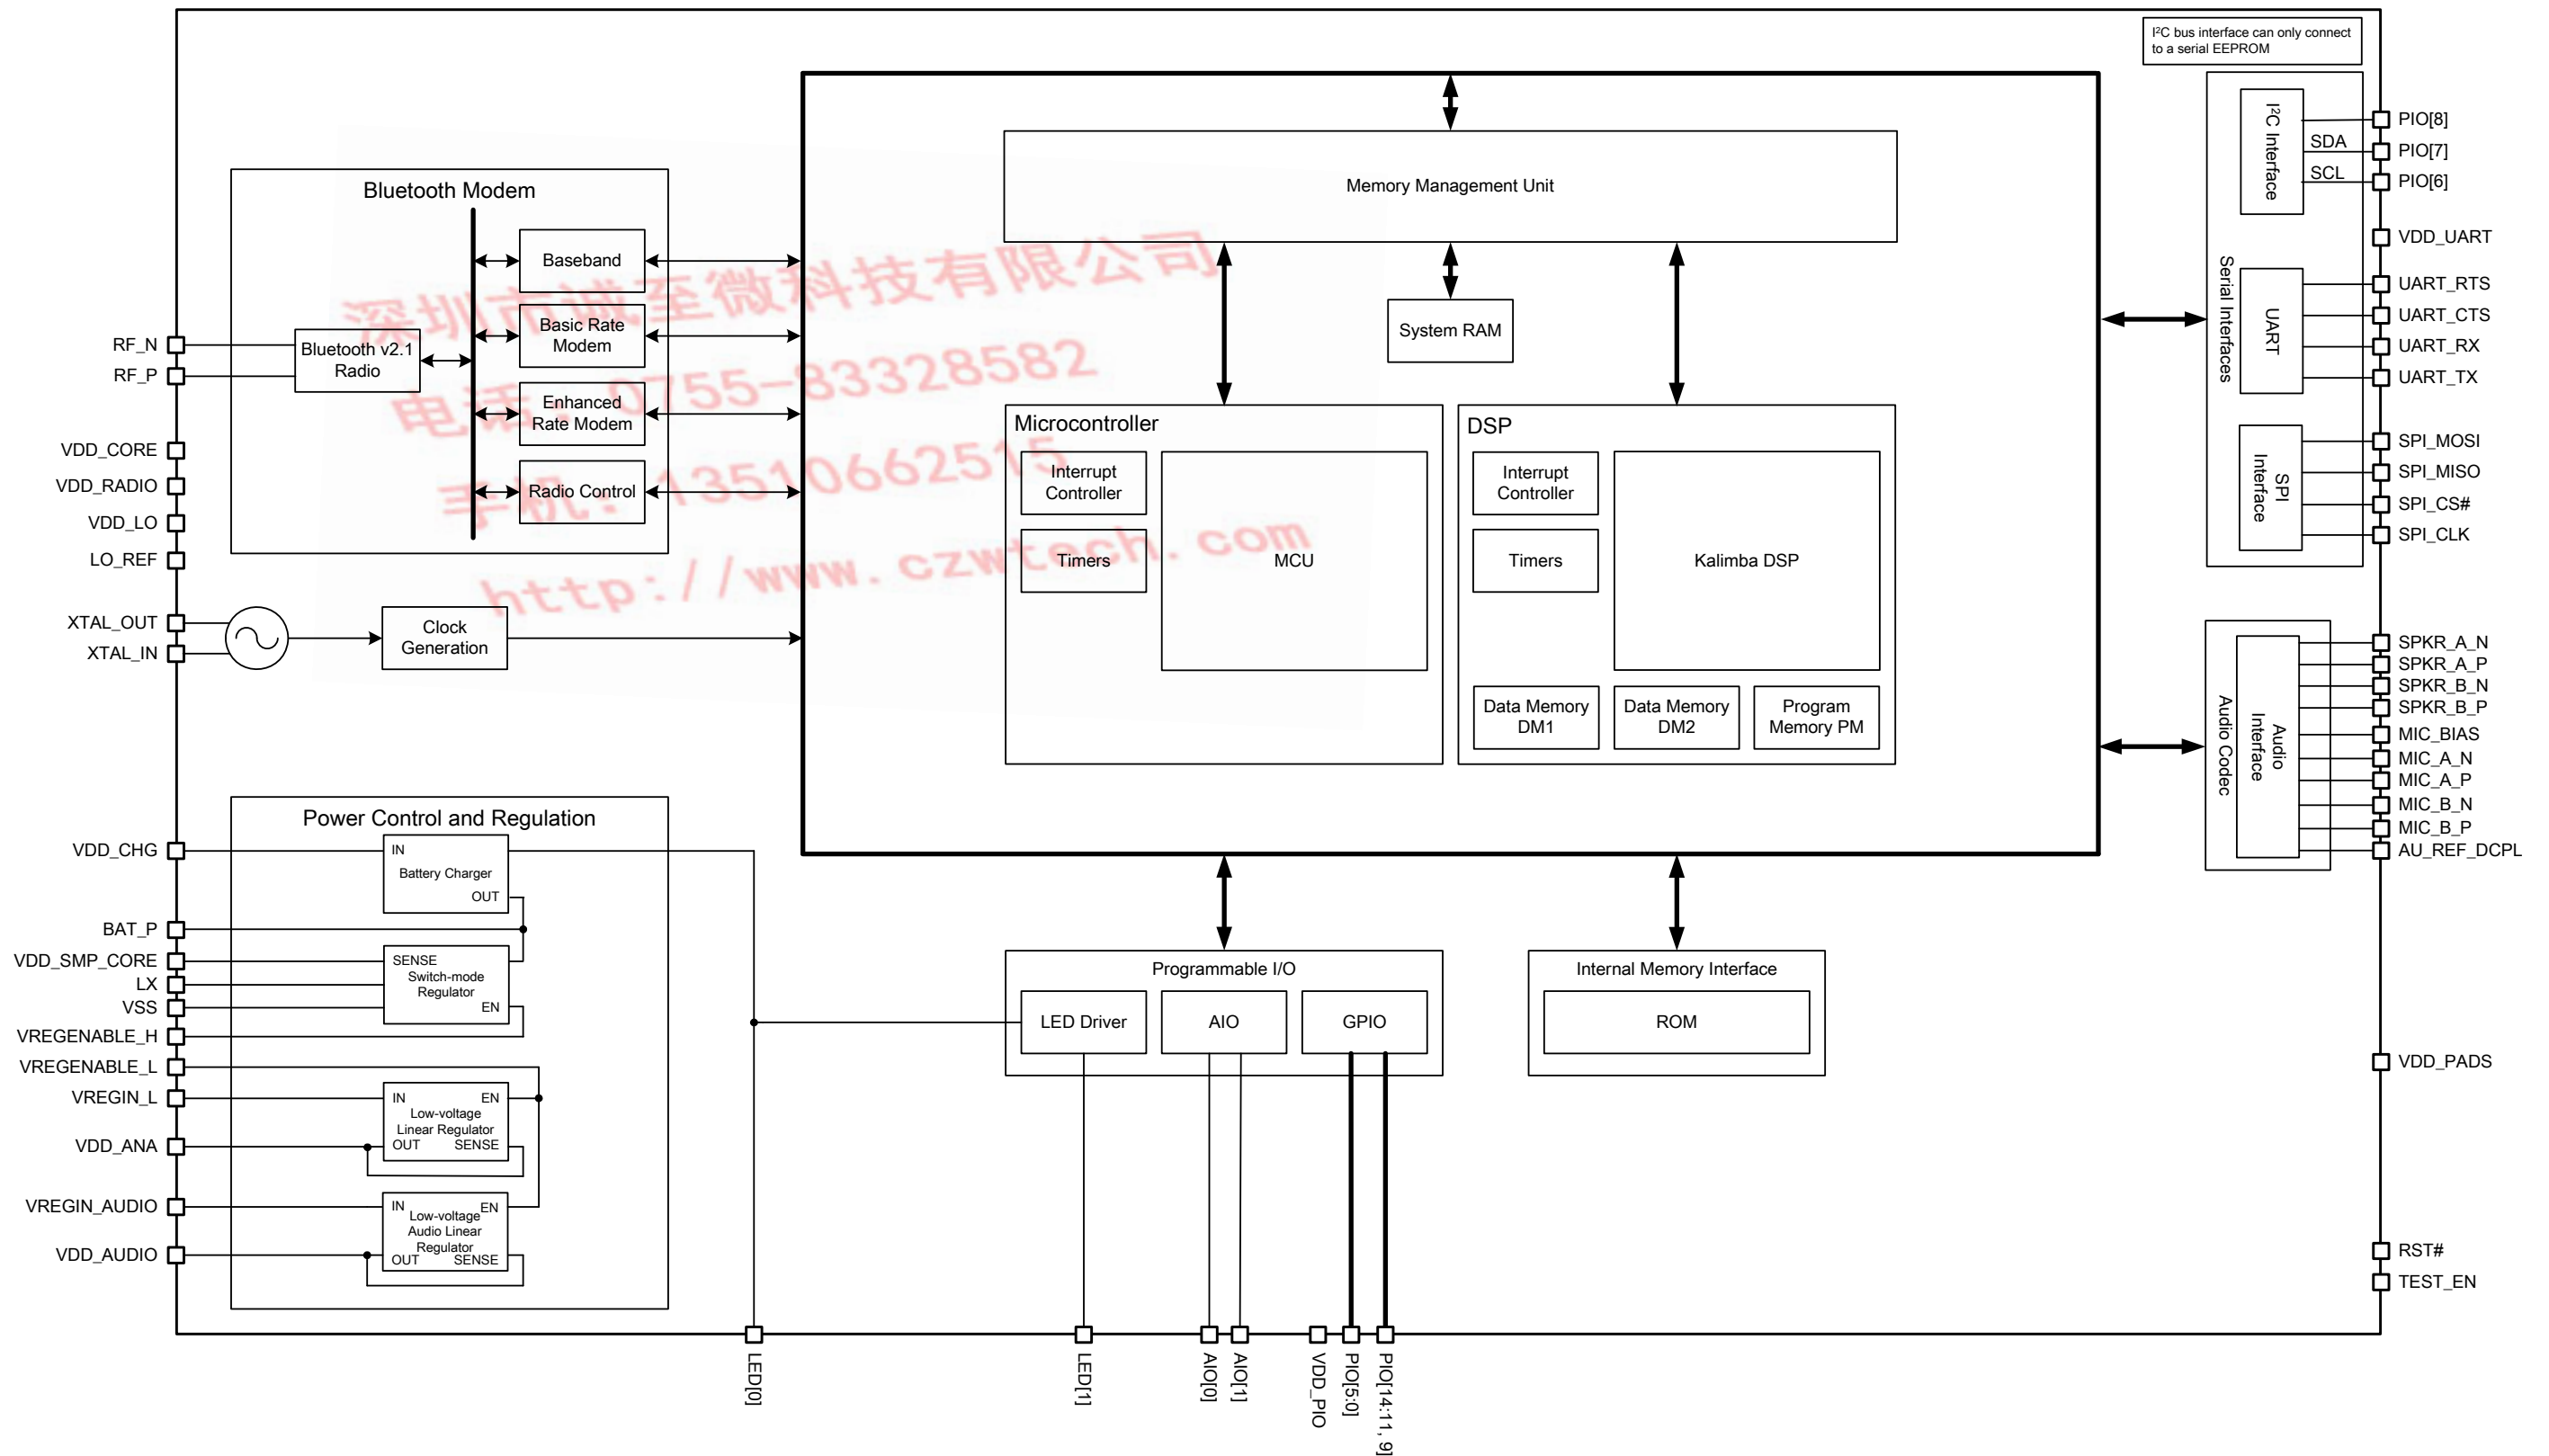 I²C bus interface can only connect
to a serial EEPROM
Bluetooth Modem
Baseband
Basic Rate
Modem
Enhanced
Rate Modem
Radio Control
Bluetooth v2.1
Radio
RF_N
RF_P
VDD_CORE
VDD_RADIO
VDD_LO
LO_REF
XTAL_OUT
XTAL_IN
Clock
Generation
Memory Management Unit
System RAM
Microcontroller
Interrupt
Controller
Timers
MCU
DSP
Interrupt
Controller
Timers
Kalimba DSP
Data Memory
DM1
Data Memory
DM2
Program
Memory PM
I²C Interface
SDA
SCL
Serial Interfaces
UART
SPI
Interface
PIO[8]
PIO[7]
PIO[6]
VDD_UART
UART_RTS
UART_CTS
UART_RX
UART_TX
SPI_MOSI
SPI_MISO
SPI_CS#
SPI_CLK
Audio Codec
Audio
Interface
SPKR_A_N
SPKR_A_P
SPKR_B_N
SPKR_B_P
MIC_BIAS
MIC_A_N
MIC_A_P
MIC_B_N
MIC_B_P
AU_REF_DCPL
VDD_PADS
RST#
TEST_EN
Power Control and Regulation
IN
Battery Charger
OUT
SENSE
Switch-mode
Regulator
EN
IN EN
Low-voltage
Linear Regulator
OUT SENSE
IN EN
Low-voltage
Audio Linear
Regulator
OUT SENSE
VDD_CHG
BAT_P
VDD_SMP_CORE
LX
VSS
VREGENABLE_H
VREGENABLE_L
VREGIN_L
VDD_ANA
VREGIN_AUDIO
VDD_AUDIO
Programmable I/O
LED Driver
AIO
GPIO
Internal Memory Interface
ROM
LED[0]
LED[1]
AIO[0]
AIO[1]
VDD_PIO
PIO[5:0]
PIO[14:11, 9]
深圳市诚至微科技有限公司
电话：0755-83328582
手机：13510662515
http://www.czwtech.com